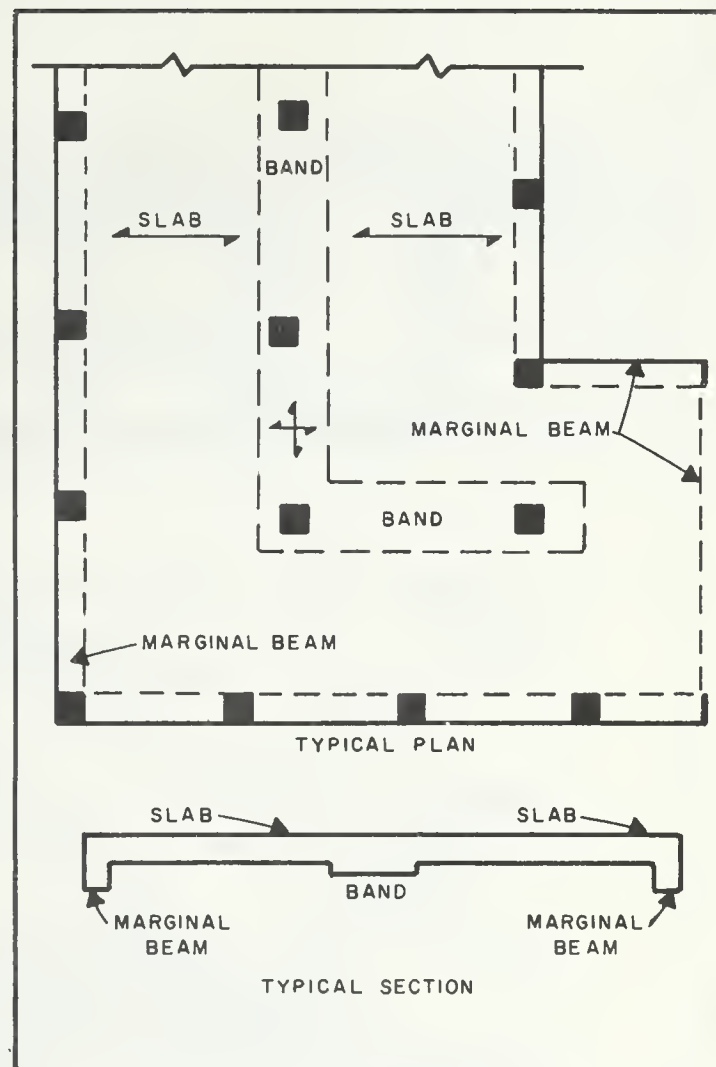 BAND
SLAB
SLAB
MARGINAL BEAM
BAND
MARGINAL BEAM
TYPICAL PLAN
SLAB
SLAB
BAND
MARGINAL
BEAM
MARGINAL
BEAM
TYPICAL SECTION